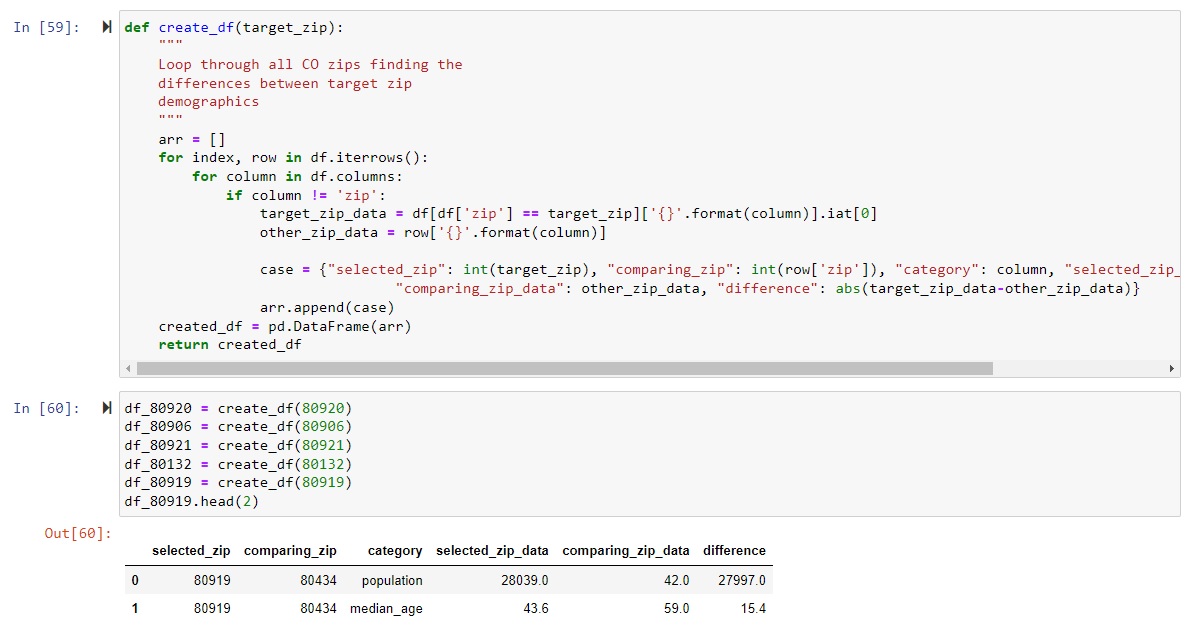 In [59]: def create_df(target_zip):
"""
Loop through all CO zips finding the
differences between target zip
demographics
"""
arr = []
for index, row in df.iterrows():
for column in df.columns:
if column != 'zip':
target_zip_data = df[df['zip'] == target_zip]['{}'.format(column)].iat[0]
other_zip_data = row['{}'.format(column)]
case = {"selected_zip": int(target_zip), "comparing_zip": int(row['zip']), "category": column, "selected_zip_
"comparing_zip_data": other_zip_data, "difference": abs(target_zip_data-other_zip_data)}
arr.append(case)
created_df = pd.DataFrame(arr)
return created_df
In [60]: df_80920 = create_df(80920)
df_80906 = create_df(80906)
df_80921 = create_df(80921)
df_80132 = create_df(80132)
df_80919 = create_df(80919)
df_80919.head(2)
Out[60]:
selected_zip comparing_zip category selected_zip_data comparing_zip_data difference
0 80919 80434 population 28039.0 42.0 27997.0
1 80919 80434 median_age 43.6 59.0 15.4